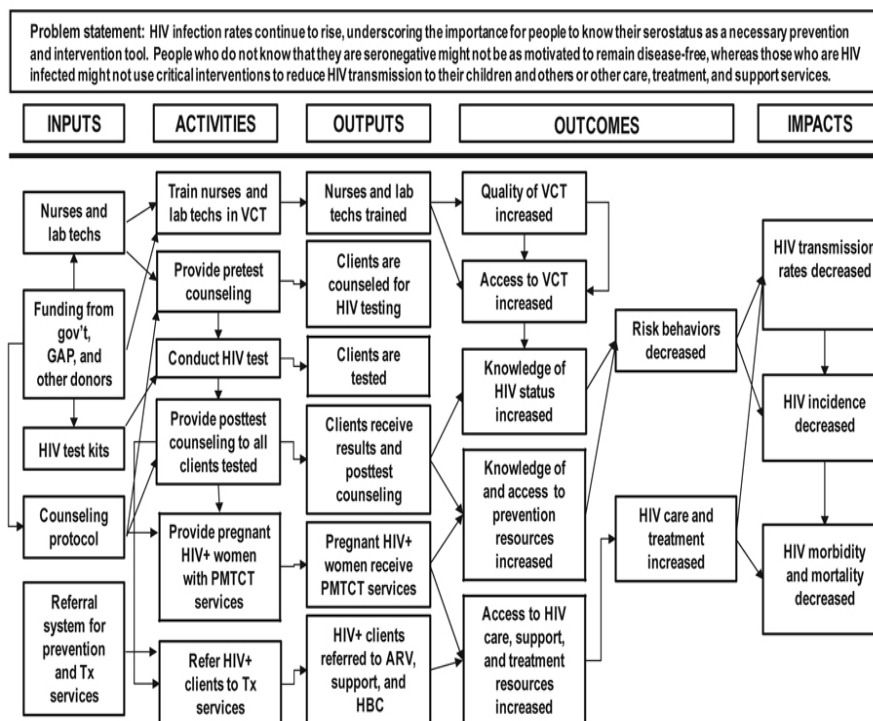 Problem statement: HIV infection rates continue to rise, underscoring the importance for people to know their serostatus as a necessary prevention
and intervention tool. People who do not know that they are seronegative might not be as motivated to remain disease-free, whereas those who are HIV
infected might not use critical interventions to reduce HIV transmission to their children and others or other care, treatment, and support services.
INPUTS
ACTIVITIES
OUTPUTS
OUTCOMES
IMPACTS
Nurses and
lab techs
Funding from
gov't,
GAP, and
other donors
HIV test kits
Counseling
protocol
Referral
system for
prevention
and Tx
services
Train nurses and
lab techs in VCT
Provide pretest
counseling
Conduct HIV test
Provide posttest
counseling to all
clients tested
Provide pregnant
HIV+ women
with PMTCT
services
Refer HIV+
clients to Tx
services
Nurses and lab
techs trained
Clients are
counseled for
HIV testing
Clients are
tested
Clients receive
results and
posttest
counseling
Pregnant HIV+
women receive
PMTCT services
HIV+ clients
referred to ARV,
support, and
HBC
Quality of VCT
increased
Access to VCT
increased
Knowledge of
HIV status
increased
Knowledge of
and access to
prevention
resources
increased
Access to HIV
care, support,
and treatment
resources
increased
Risk behaviors
decreased
HIV care and
treatment
increased
HIV transmission
rates decreased
HIV incidence
decreased
HIV morbidity
and mortality
decreased